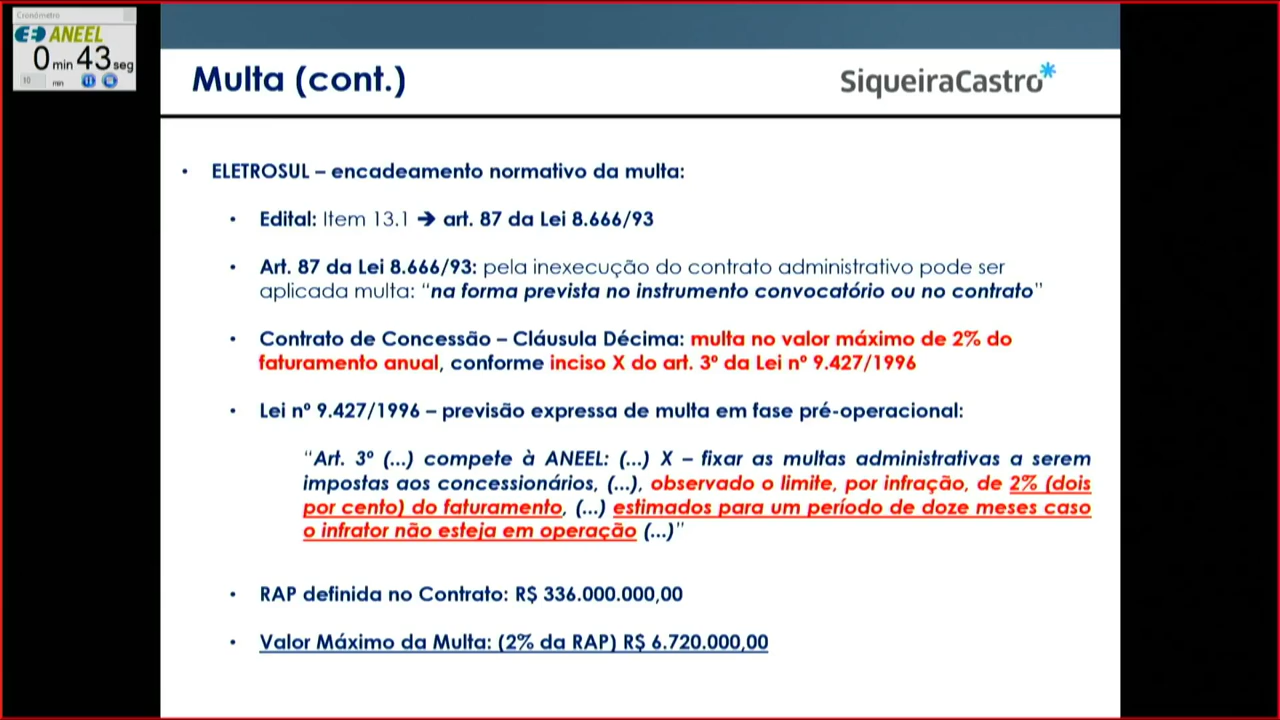 Cronômetro
ANEEL
0 min 43 seg
10 min
Multa (cont.)
SiqueiraCastro*
• ELETROSUL – encadeamento normativo da multa:
• Edital: Item 13.1 ➔ art. 87 da Lei 8.666/93
• Art. 87 da Lei 8.666/93: pela inexecução do contrato administrativo pode ser
aplicada multa: “na forma prevista no instrumento convocatório ou no contrato”
• Contrato de Concessão – Cláusula Décima: multa no valor máximo de 2% do
faturamento anual, conforme inciso X do art. 3º da Lei nº 9.427/1996
• Lei nº 9.427/1996 – previsão expressa de multa em fase pré-operacional:
“Art. 3º (...) compete à ANEEL: (...) X – fixar as multas administrativas a serem
impostas aos concessionários, (...), observado o limite, por infração, de 2% (dois
por cento) do faturamento, (...) estimados para um período de doze meses caso
o infrator não esteja em operação (...)”
• RAP definida no Contrato: R$ 336.000.000,00
• Valor Máximo da Multa: (2% da RAP) R$ 6.720.000,00